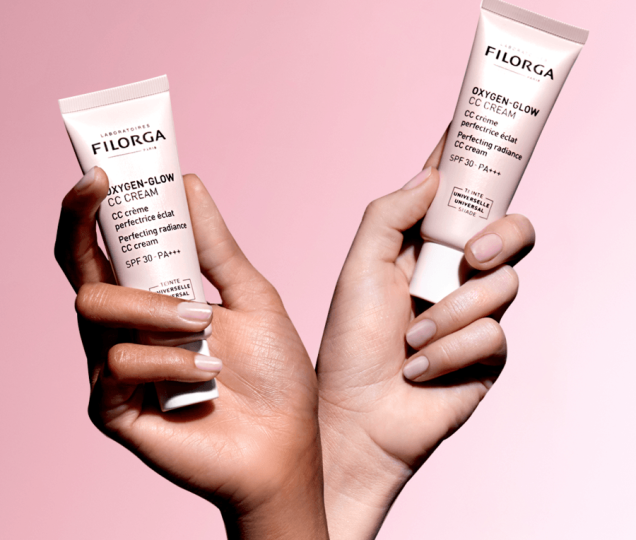 LABORATOIRES
FILORGA
PARIS
OXYGEN-GLOW
CC CREAM
CC crème
perfectrice éclat
Perfecting radiance
CC cream
SPF 30 · PA+++
TEINTE
UNIVERSELLE
FILORGA
OXYGEN-GLOW
CC CREAM
CC crème
perfectrice éclat
Perfecting radiance
CC cream
SPF 30 · PA+++
TEINTE
UNIVERSELLE
UNIVERSAL
SHADE